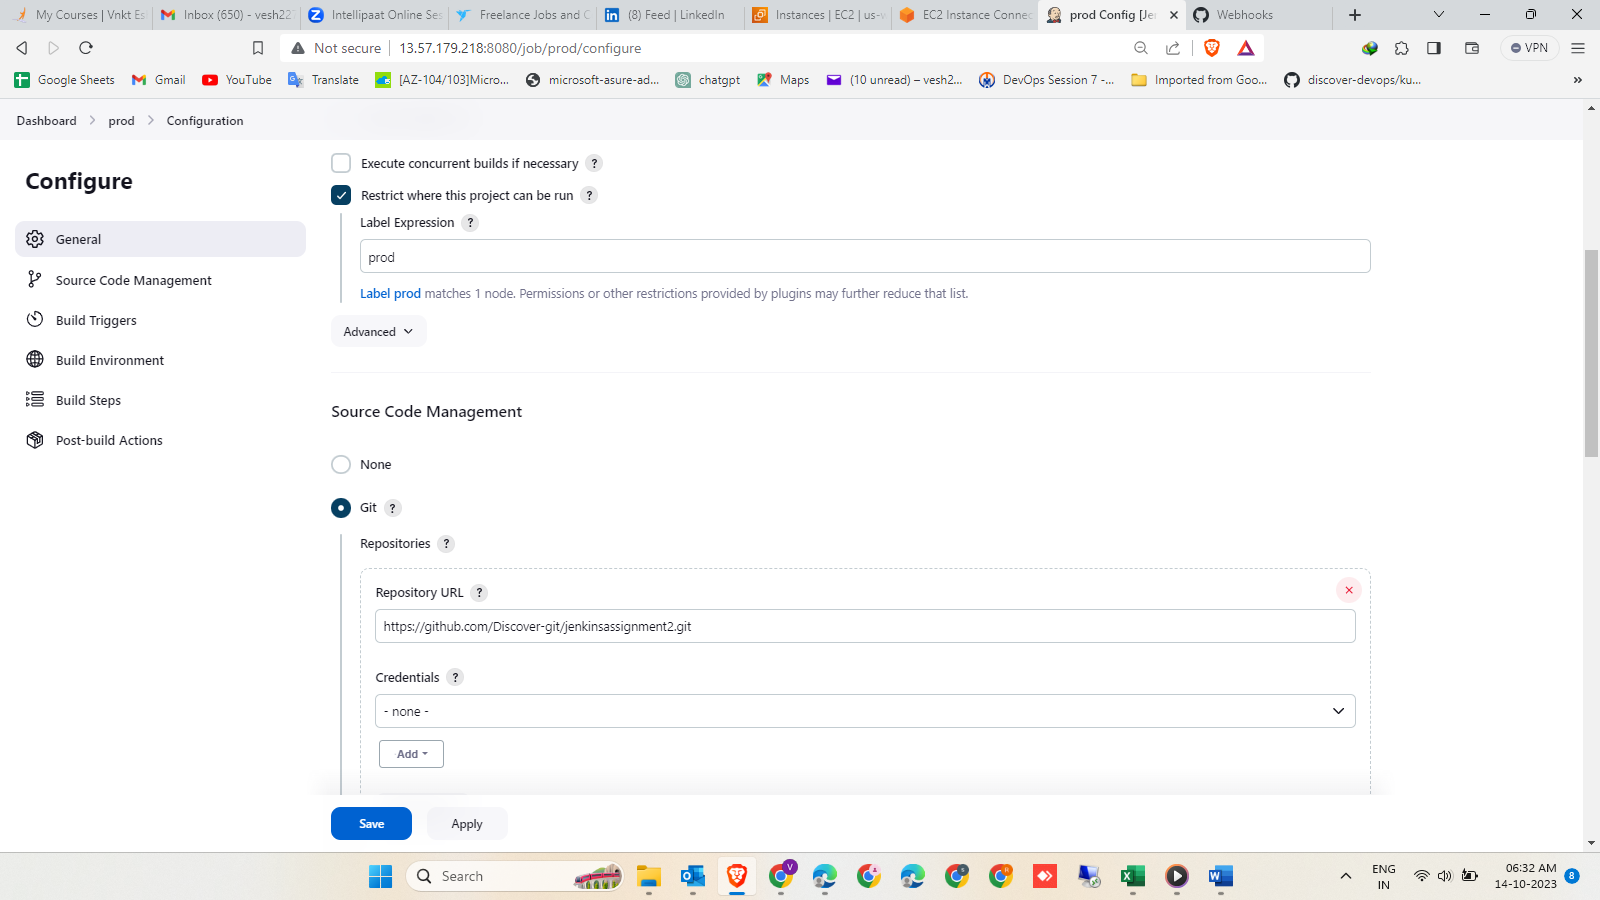 My Courses | Vnkt Es
Inbox (650) - vesh22
Intellipaat Online Ses
Freelance Jobs and C
(8) Feed | LinkedIn
Instances | EC2 | us-w
EC2 Instance Connec
prod Config [Jen
Webhooks
Not secure
13.57.179.218:8080/job/prod/configure
VPN
Google Sheets
Gmail
YouTube
Translate
[AZ-104/103]Micro...
microsoft-asure-ad...
chatgpt
Maps
(10 unread) – vesh2...
DevOps Session 7 -...
Imported from Goo...
discover-devops/ku...
»
Dashboard > prod > Configuration
Configure
General
Source Code Management
Build Triggers
Build Environment
Build Steps
Post-build Actions
Execute concurrent builds if necessary ?
Restrict where this project can be run ?
Label Expression ?
prod
Label prod matches 1 node. Permissions or other restrictions provided by plugins may further reduce that list.
Advanced
Source Code Management
None
Git ?
Repositories ?
Repository URL ?
https://github.com/Discover-git/jenkinsassignment2.git
Credentials ?
- none -
Add
Save
Apply
Search
V
ENG
IN
06:32 AM
14-10-2023
8